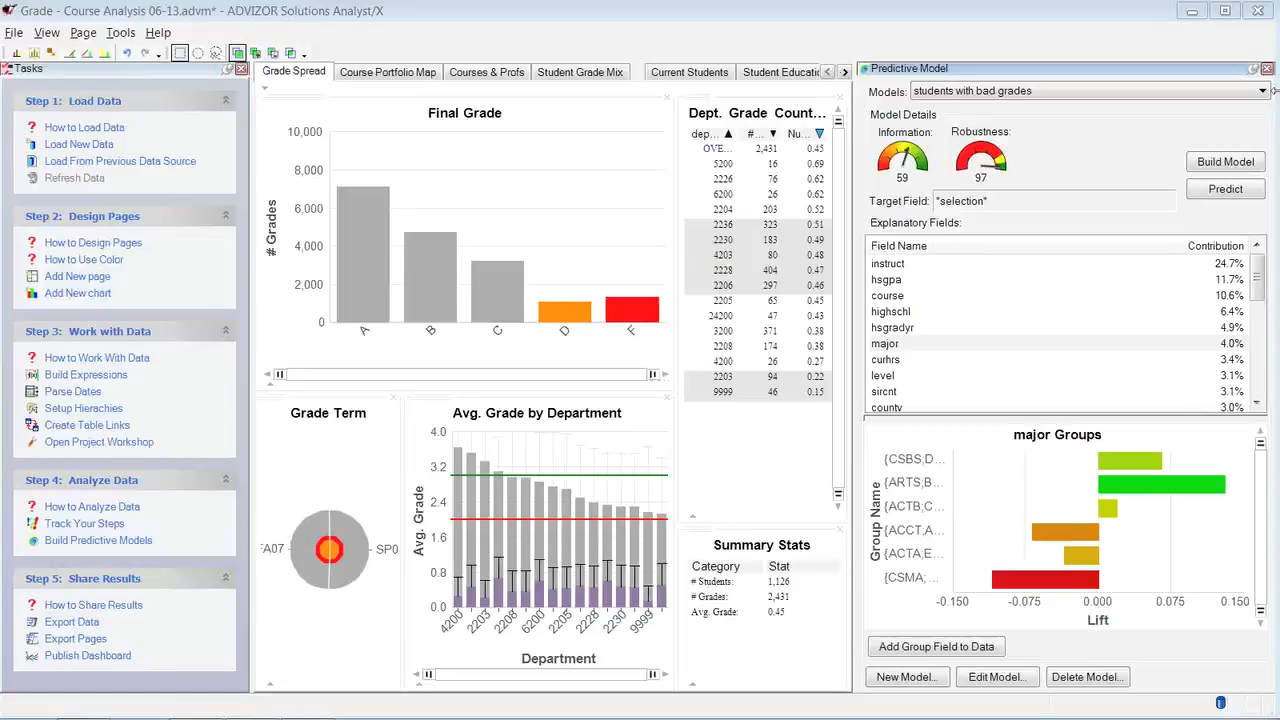 Grade - Course Analysis 06-13.advm* - ADVIZOR Solutions Analyst/X
File View Page Tools Help
Tasks
Step 1: Load Data
How to Load Data
Load New Data
Load From Previous Data Source
Refresh Data
Step 2: Design Pages
How to Design Pages
How to Use Color
Add New page
Add New chart
Step 3: Work with Data
How to Work With Data
Build Expressions
Parse Dates
Setup Hierachies
Create Table Links
Open Project Workshop
Step 4: Analyze Data
How to Analyze Data
Track Your Steps
Build Predictive Models
Step 5: Share Results
How to Share Results
Export Data
Export Pages
Publish Dashboard
Grade Spread Course Portfolio Map Courses & Profs Student Grade Mix Current Students Student Educati
Final Grade
# Grades
10,000
8,000
6,000
4,000
2,000
0
A B C D F
Grade Term
FA07 SP0
Avg. Grade by Department
Avg. Grade
4.0
3.2
2.4
1.6
0.8
0.0
4200 2203 2208 6200 2205 2228 2230 9999
Department
Dept. Grade Count...
dep... #... Nu...
OVE... 2,431 0.45
5200 16 0.69
2226 76 0.62
6200 26 0.62
2204 203 0.52
2236 323 0.51
2230 183 0.49
4203 80 0.48
2228 404 0.47
2206 297 0.46
2205 65 0.45
24200 47 0.43
3200 371 0.38
2208 174 0.38
4200 26 0.27
2203 94 0.22
9999 46 0.15
Summary Stats
Category Stat
# Students: 1,126
# Grades: 2,431
Avg. Grade: 0.45
Predictive Model
Models: students with bad grades
Model Details
Information: Robustness:
59 97
Build Model
Predict
Target Field: *selection*
Explanatory Fields:
Field Name Contribution
instruct 24.7%
hsgpa 11.7%
course 10.6%
highschl 6.4%
hsgradyr 4.9%
major 4.0%
curhrs 3.4%
level 3.1%
sircnt 3.1%
county 3.0%
major Groups
Group Name
{CSBS;D...
{ARTS;B...
{ACTB;C...
{ACCT;A...
{ACTA;E...
{CSMA; ...
-0.150 -0.075 0.000 0.075 0.150
Lift
Add Group Field to Data
New Model... Edit Model... Delete Model...